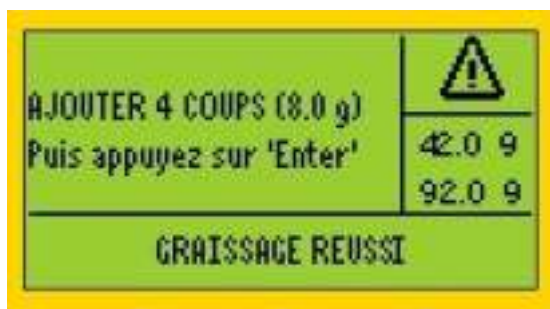 AJOUTER 4 COUPS (8.0 g)
Puis appuyez sur 'Enter'
42.0 g
92.0 g
GRAISSAGE REUSSI